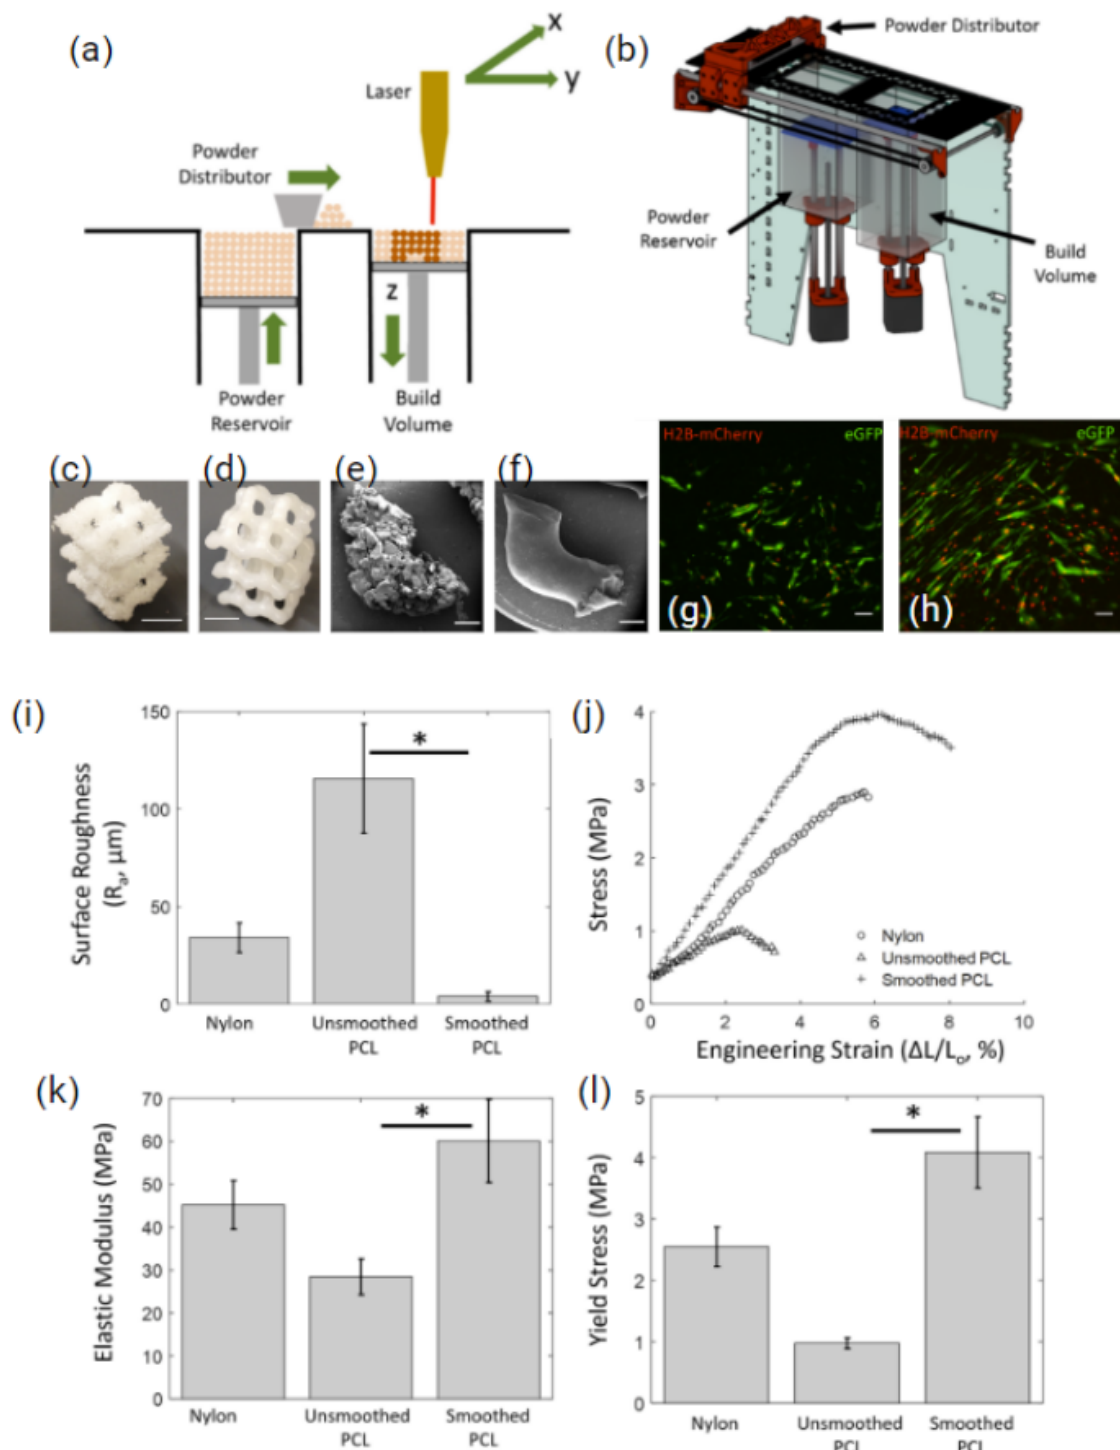 (a)
x
y
Laser
Powder
Distributor
z
Powder
Reservoir
Build
Volume
(b)
Powder Distributor
Powder
Reservoir
Build
Volume
(c)
(d)
(e)
(f)
H2B-mCherry eGFP
(g)
H2B-mCherry eGFP
(h)
(i)
Surface Roughness
(Ra, μm)
150
100
50
0
*
Nylon
Unsmoothed
PCL
Smoothed
PCL
(j)
Stress (MPa)
4
3
2
1
0
Nylon
Unsmoothed PCL
Smoothed PCL
0 2 4 6 8 10
Engineering Strain (ΔL/Lo, %)
(k)
Elastic Modulus (MPa)
70
60
50
40
30
20
10
0
*
Nylon
Unsmoothed
PCL
Smoothed
PCL
(l)
Yield Stress (MPa)
5
4
3
2
1
0
*
Nylon
Unsmoothed
PCL
Smoothed
PCL